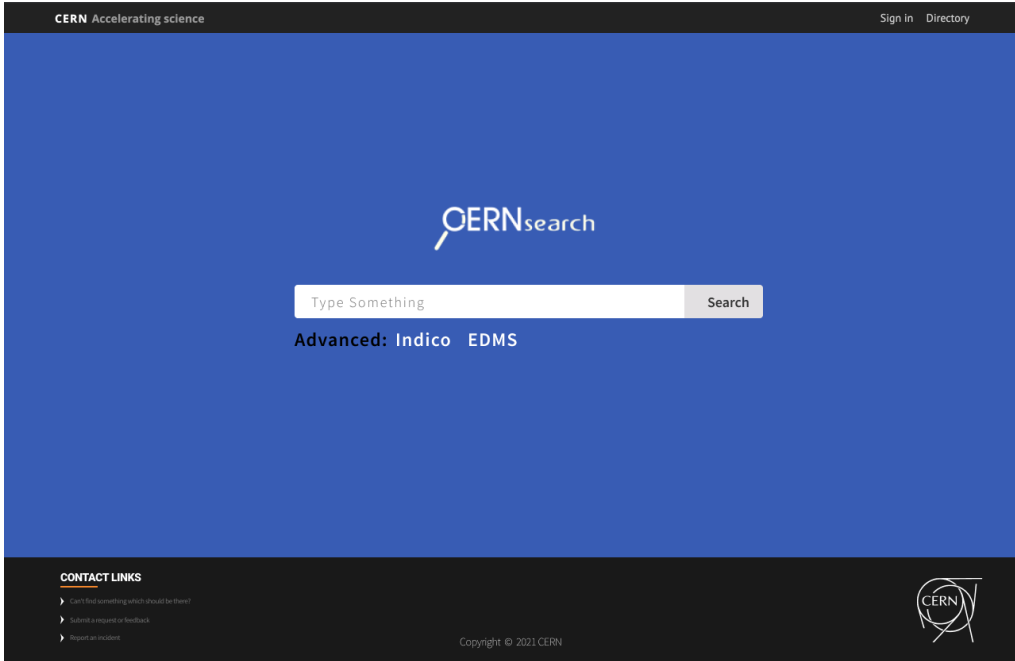 CERN Accelerating science
Sign in Directory
CERNsearch
Type Something
Search
Advanced: Indico EDMS
CONTACT LINKS
Can't find something which should be there?
Submit a request or feedback
Report an incident
Copyright © 2021 CERN
CERN